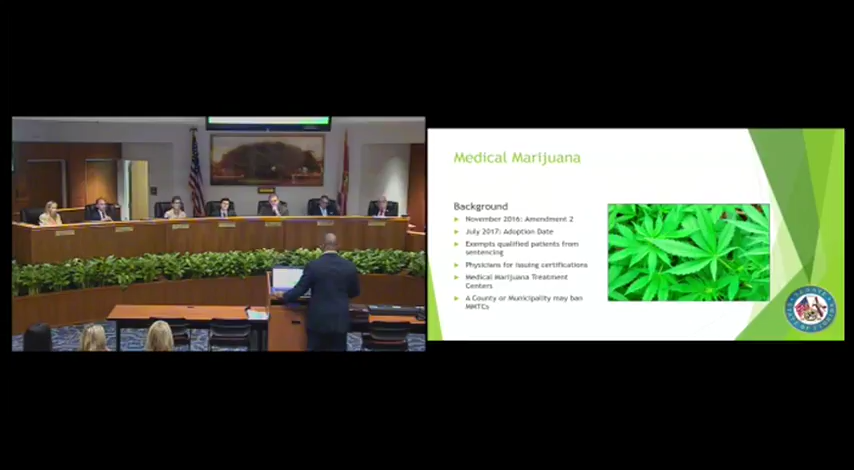 Medical Marijuana
Background
November 2016: Amendment 2
July 2017: Adoption Date
Exempts qualified patients from
sentencing
Physicians for issuing certifications
Medical Marijuana Treatment
Centers
A County or Municipality may ban
MMTCs